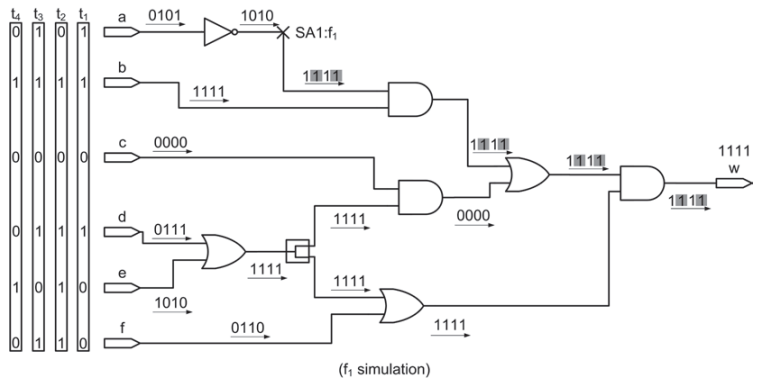 t4 t3 t2 t1
a 0101 1010
0 1 0 1
SA1:f1
b 1111 1111
1 1 1 1
c 0000
0 0 0 0
1111 1111 1111
w
1111
1111 0000
d 0111
0 1 1 1
1111 1111
e 1010
1 0 1 0
f 0110 1111
0 1 1 0
(f1 simulation)